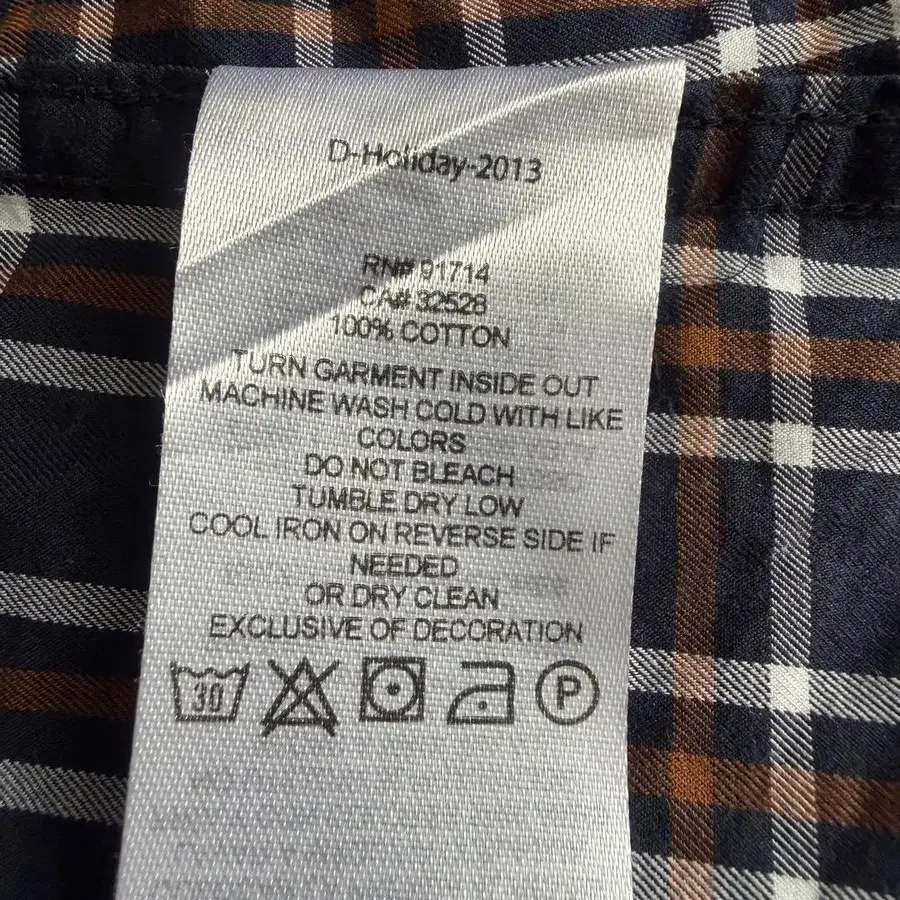 D-Holiday-2013
RN# 91714
CA# 32528
100% COTTON
TURN GARMENT INSIDE OUT
MACHINE WASH COLD WITH LIKE
COLORS
DO NOT BLEACH
TUMBLE DRY LOW
COOL IRON ON REVERSE SIDE IF
NEEDED
OR DRY CLEAN
EXCLUSIVE OF DECORATION
30 P